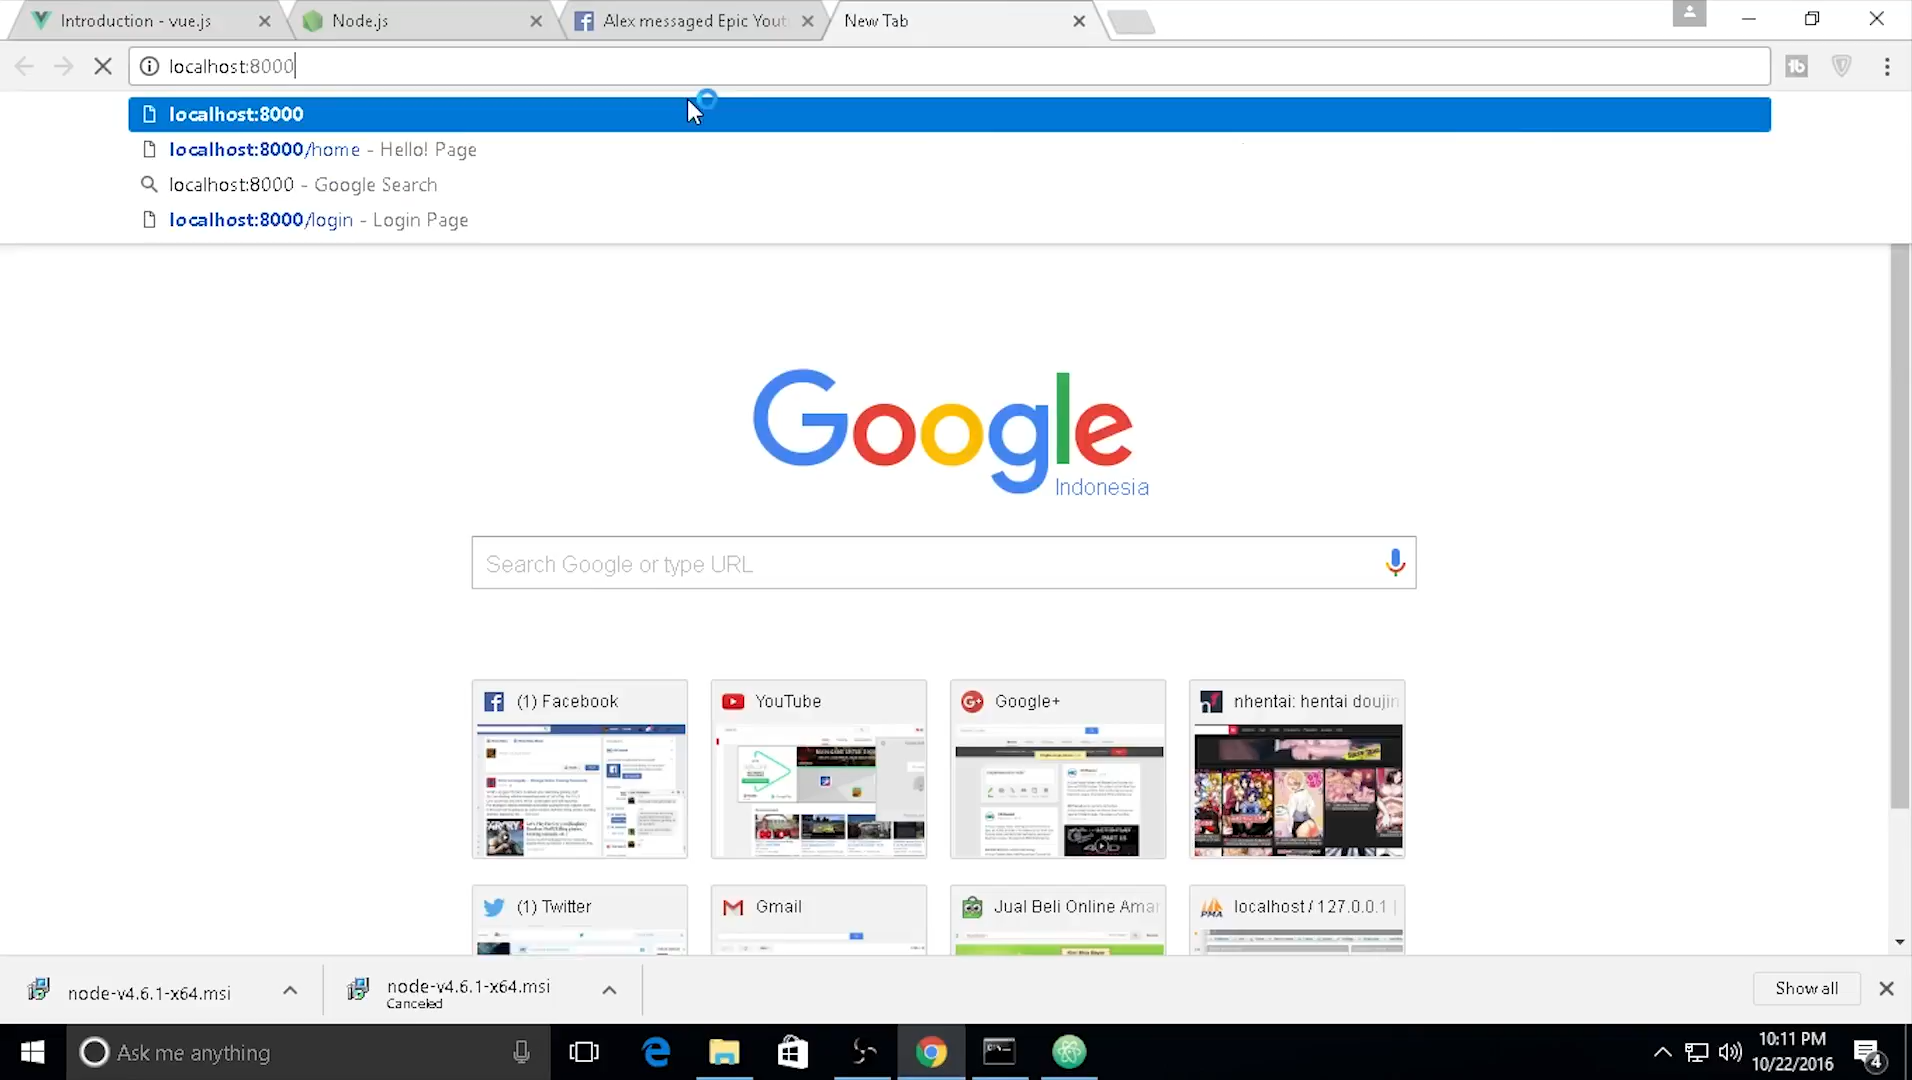 Introduction - vue.js
Node.js
Alex messaged Epic Yout
New Tab
localhost:8000
localhost:8000
localhost:8000/home - Hello! Page
localhost:8000 - Google Search
localhost:8000/login - Login Page
Google
Indonesia
Search Google or type URL
(1) Facebook
YouTube
Google+
nhentai: hentai doujin
(1) Twitter
Gmail
Jual Beli Online Aman
localhost / 127.0.0.1 |
node-v4.6.1-x64.msi
node-v4.6.1-x64.msi
Canceled
Show all
Ask me anything
10:11 PM
10/22/2016
4